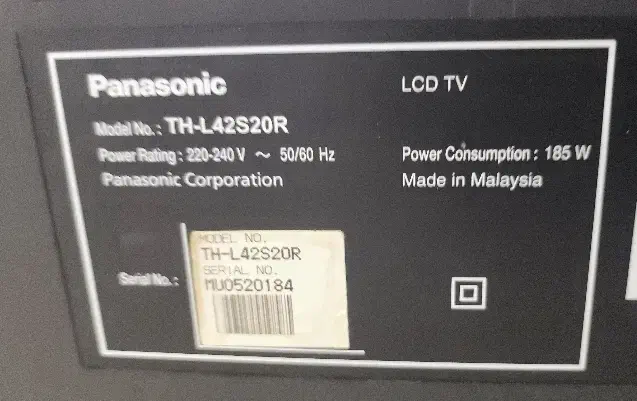 Panasonic LCD TV
Model No.: TH-L42S20R
Power Rating: 220-240 V ~ 50/60 Hz Power Consumption: 185 W
Panasonic Corporation Made in Malaysia
MODEL NO.
TH-L42S20R
SERIAL NO.
Serial No.: MU0520184